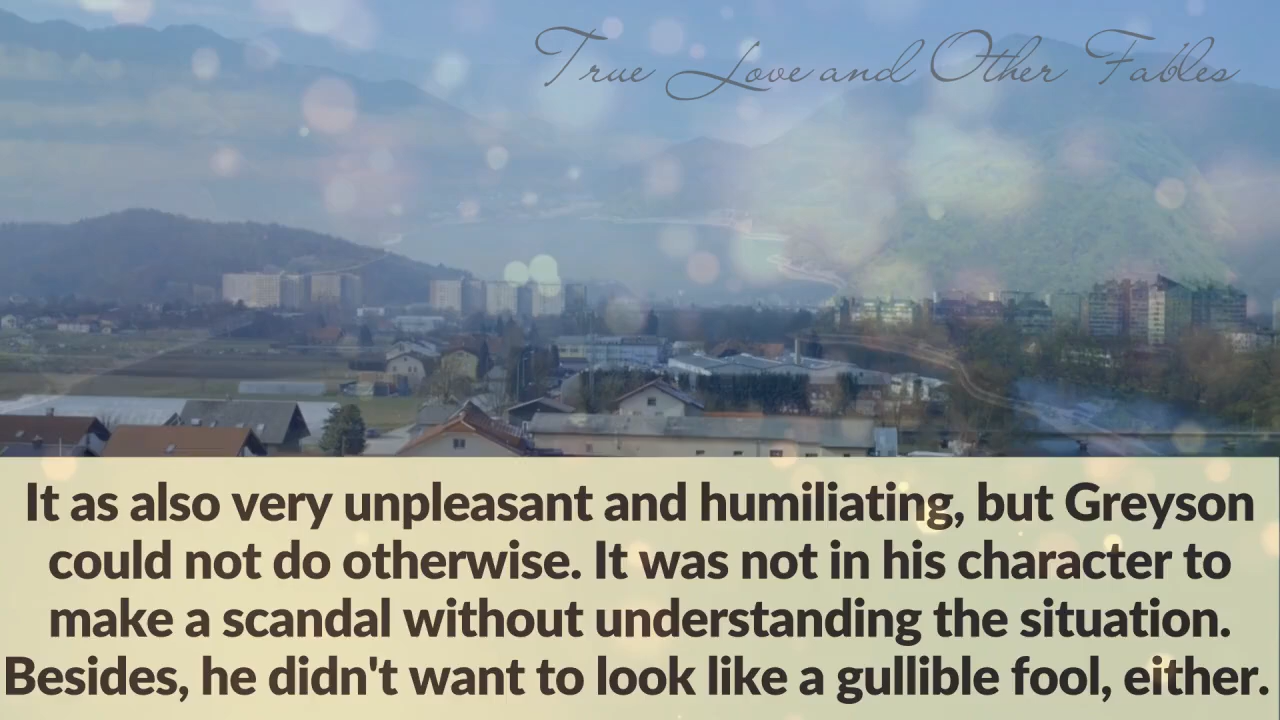 True Love and Other Fables
It as also very unpleasant and humiliating, but Greyson
could not do otherwise. It was not in his character to
make a scandal without understanding the situation.
Besides, he didn't want to look like a gullible fool, either.